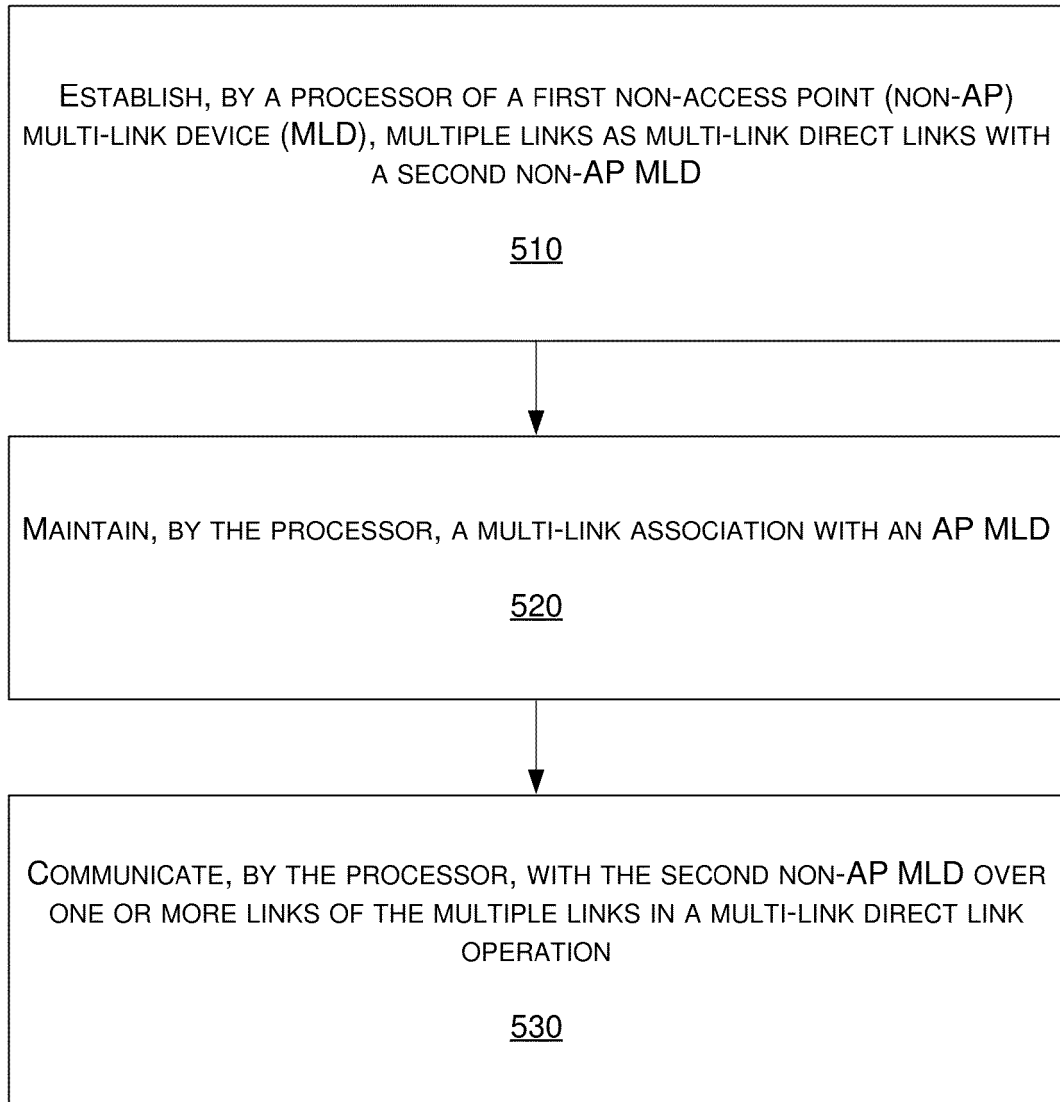 ESTABLISH, BY A PROCESSOR OF A FIRST NON-ACCESS POINT (NON-AP)
MULTI-LINK DEVICE (MLD), MULTIPLE LINKS AS MULTI-LINK DIRECT LINKS WITH
A SECOND NON-AP MLD
510
MAINTAIN, BY THE PROCESSOR, A MULTI-LINK ASSOCIATION WITH AN AP MLD
520
COMMUNICATE, BY THE PROCESSOR, WITH THE SECOND NON-AP MLD OVER
ONE OR MORE LINKS OF THE MULTIPLE LINKS IN A MULTI-LINK DIRECT LINK
OPERATION
530